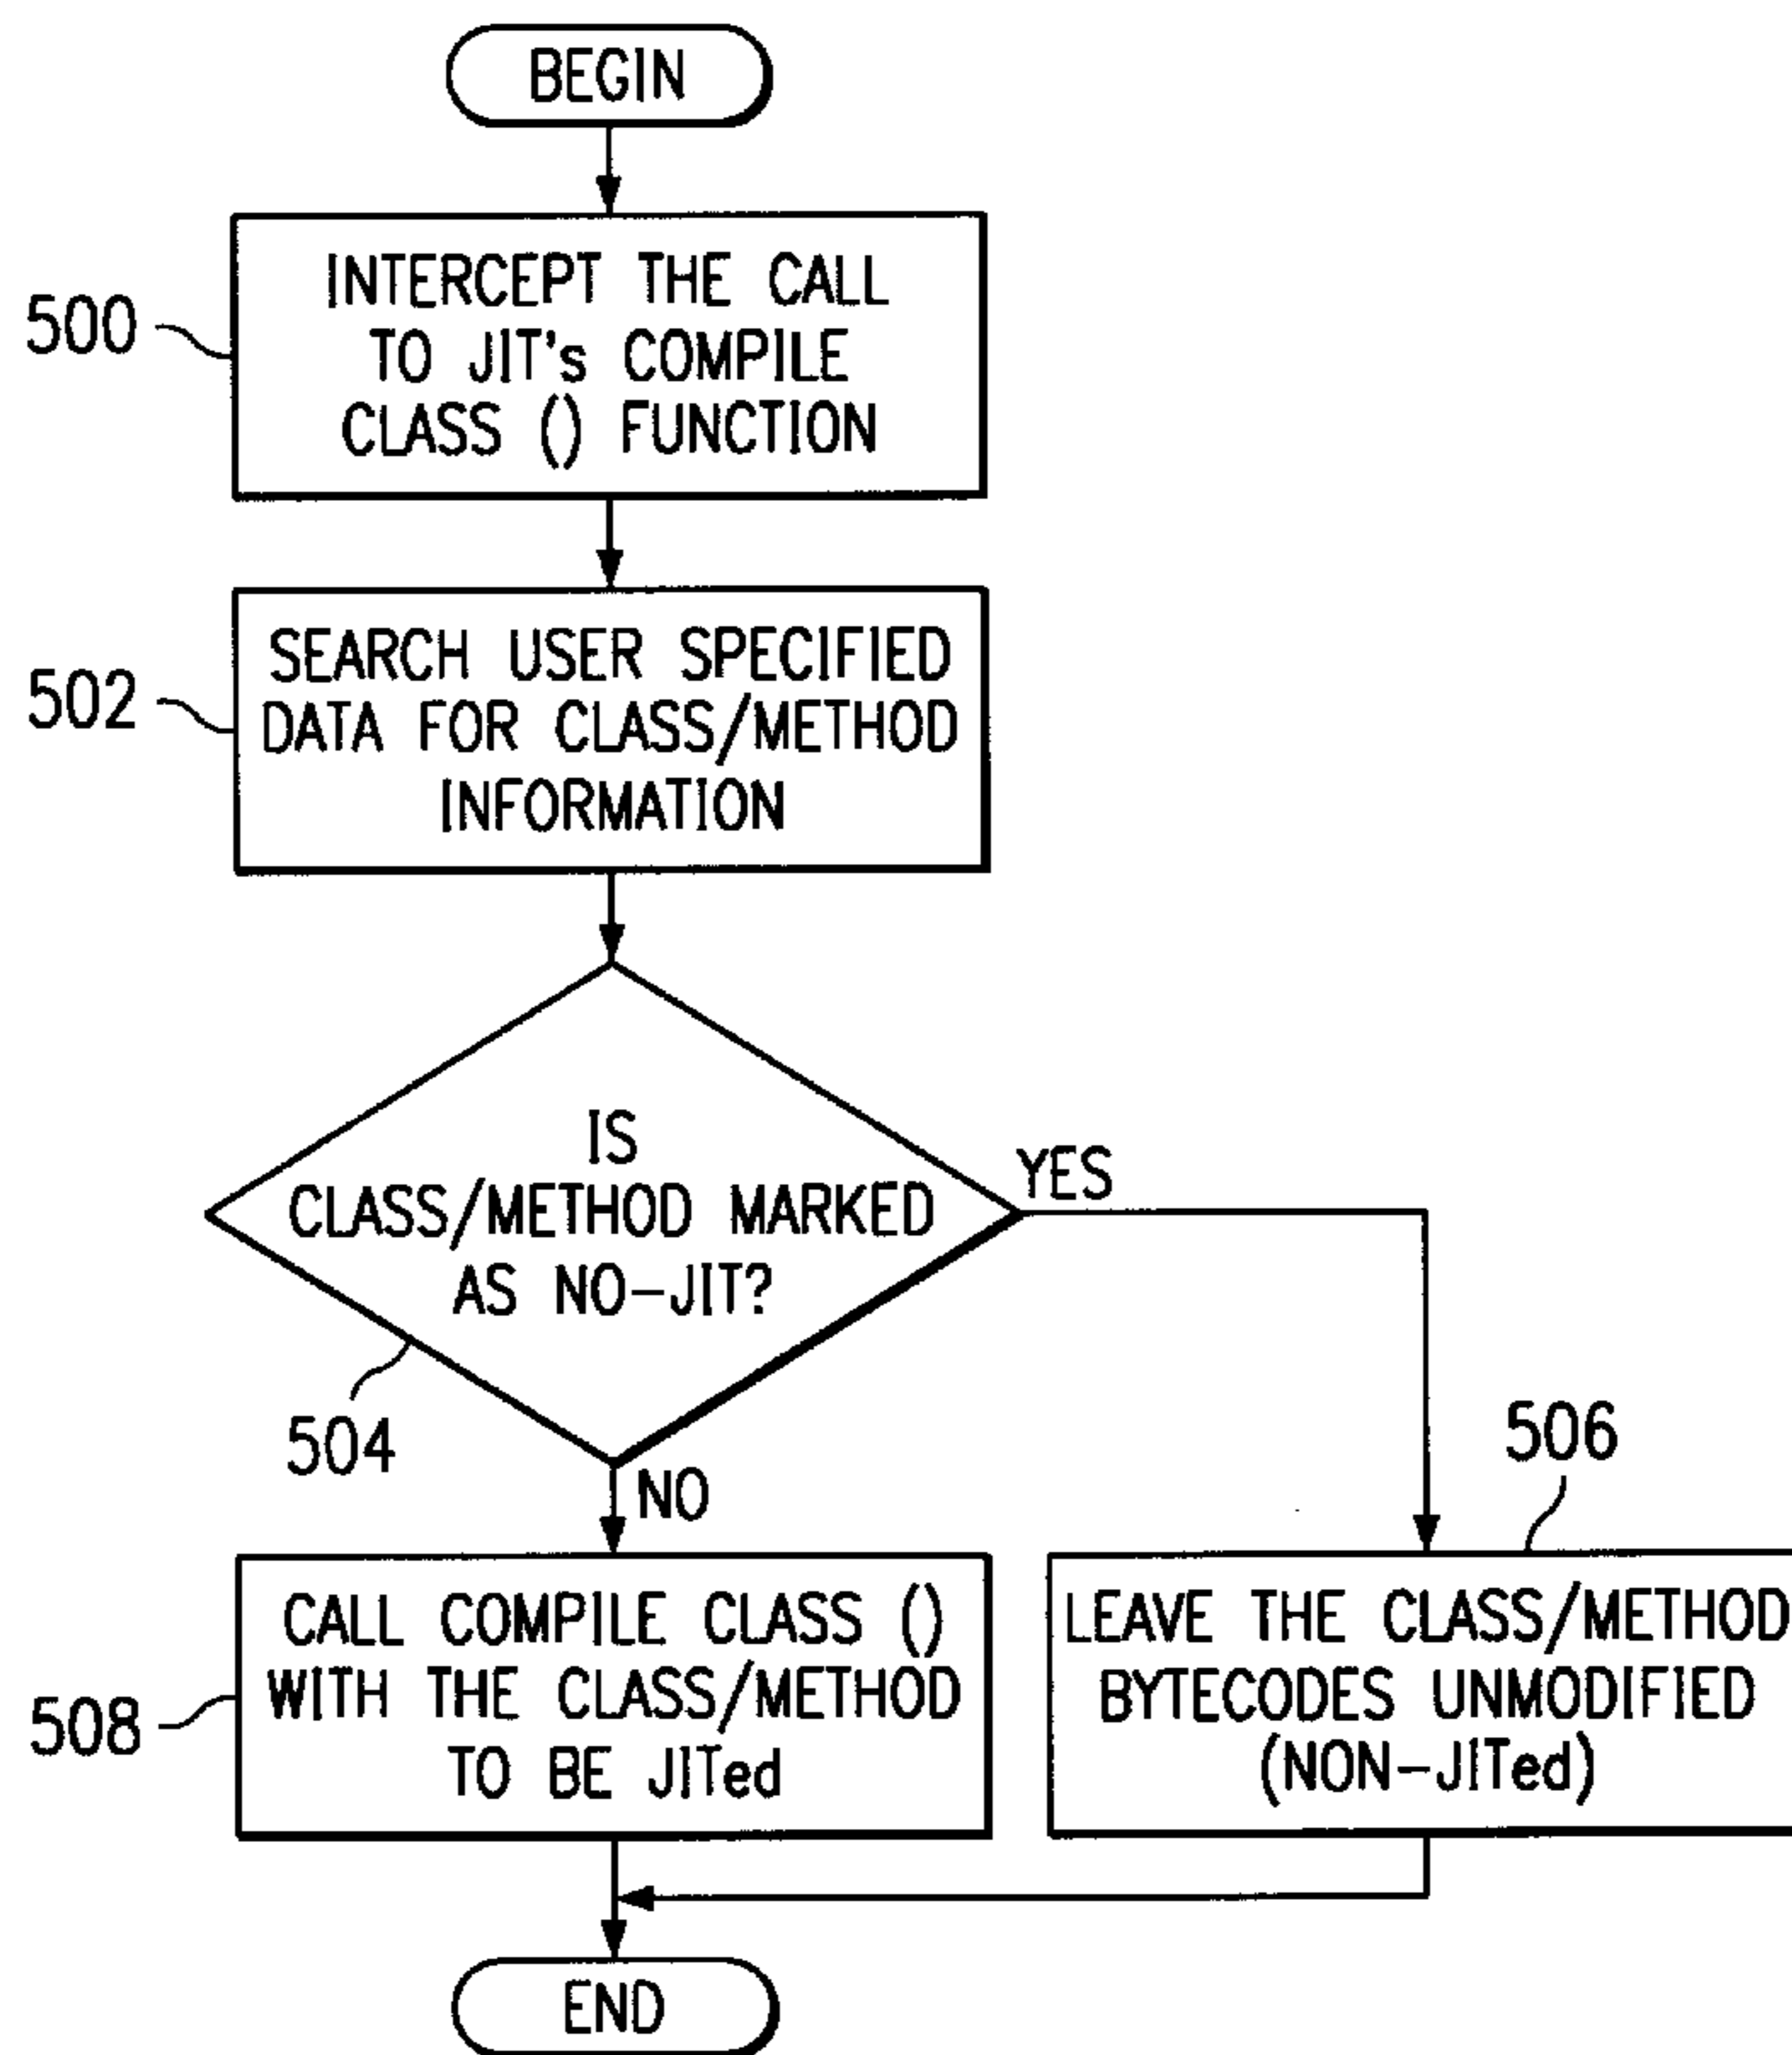 BEGIN
500
INTERCEPT THE CALL
TO JIT's COMPILE
CLASS () FUNCTION
502
SEARCH USER SPECIFIED
DATA FOR CLASS/METHOD
INFORMATION
IS
CLASS/METHOD MARKED
AS NO-JIT?
YES
504
NO
506
508
CALL COMPILE CLASS ()
WITH THE CLASS/METHOD
TO BE JITed
LEAVE THE CLASS/METHOD
BYTECODES UNMODIFIED
(NON-JITed)
END